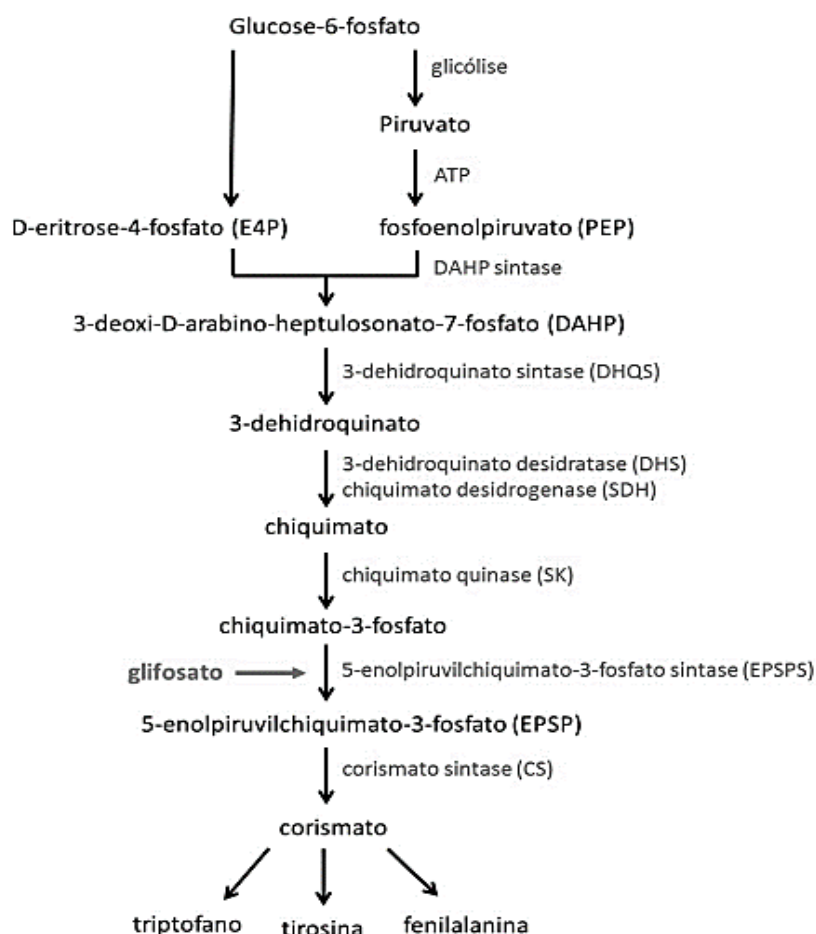 Glucose-6-fosfato
glicólise
Piruvato
ATP
D-eritrose-4-fosfato (E4P)
fosfoenolpiruvato (PEP)
DAHP sintase
3-deoxi-D-arabino-heptulosonato-7-fosfato (DAHP)
3-dehidroquinato sintase (DHQS)
3-dehidroquinato
3-dehidroquinato desidratase (DHS)
chiquimato desidrogenase (SDH)
chiquimato
chiquimato quinase (SK)
chiquimato-3-fosfato
glifosato
5-enolpiruvilchiquimato-3-fosfato sintase (EPSPS)
5-enolpiruvilchiquimato-3-fosfato (EPSP)
corismato sintase (CS)
corismato
triptofano
tirosina
fenilalanina